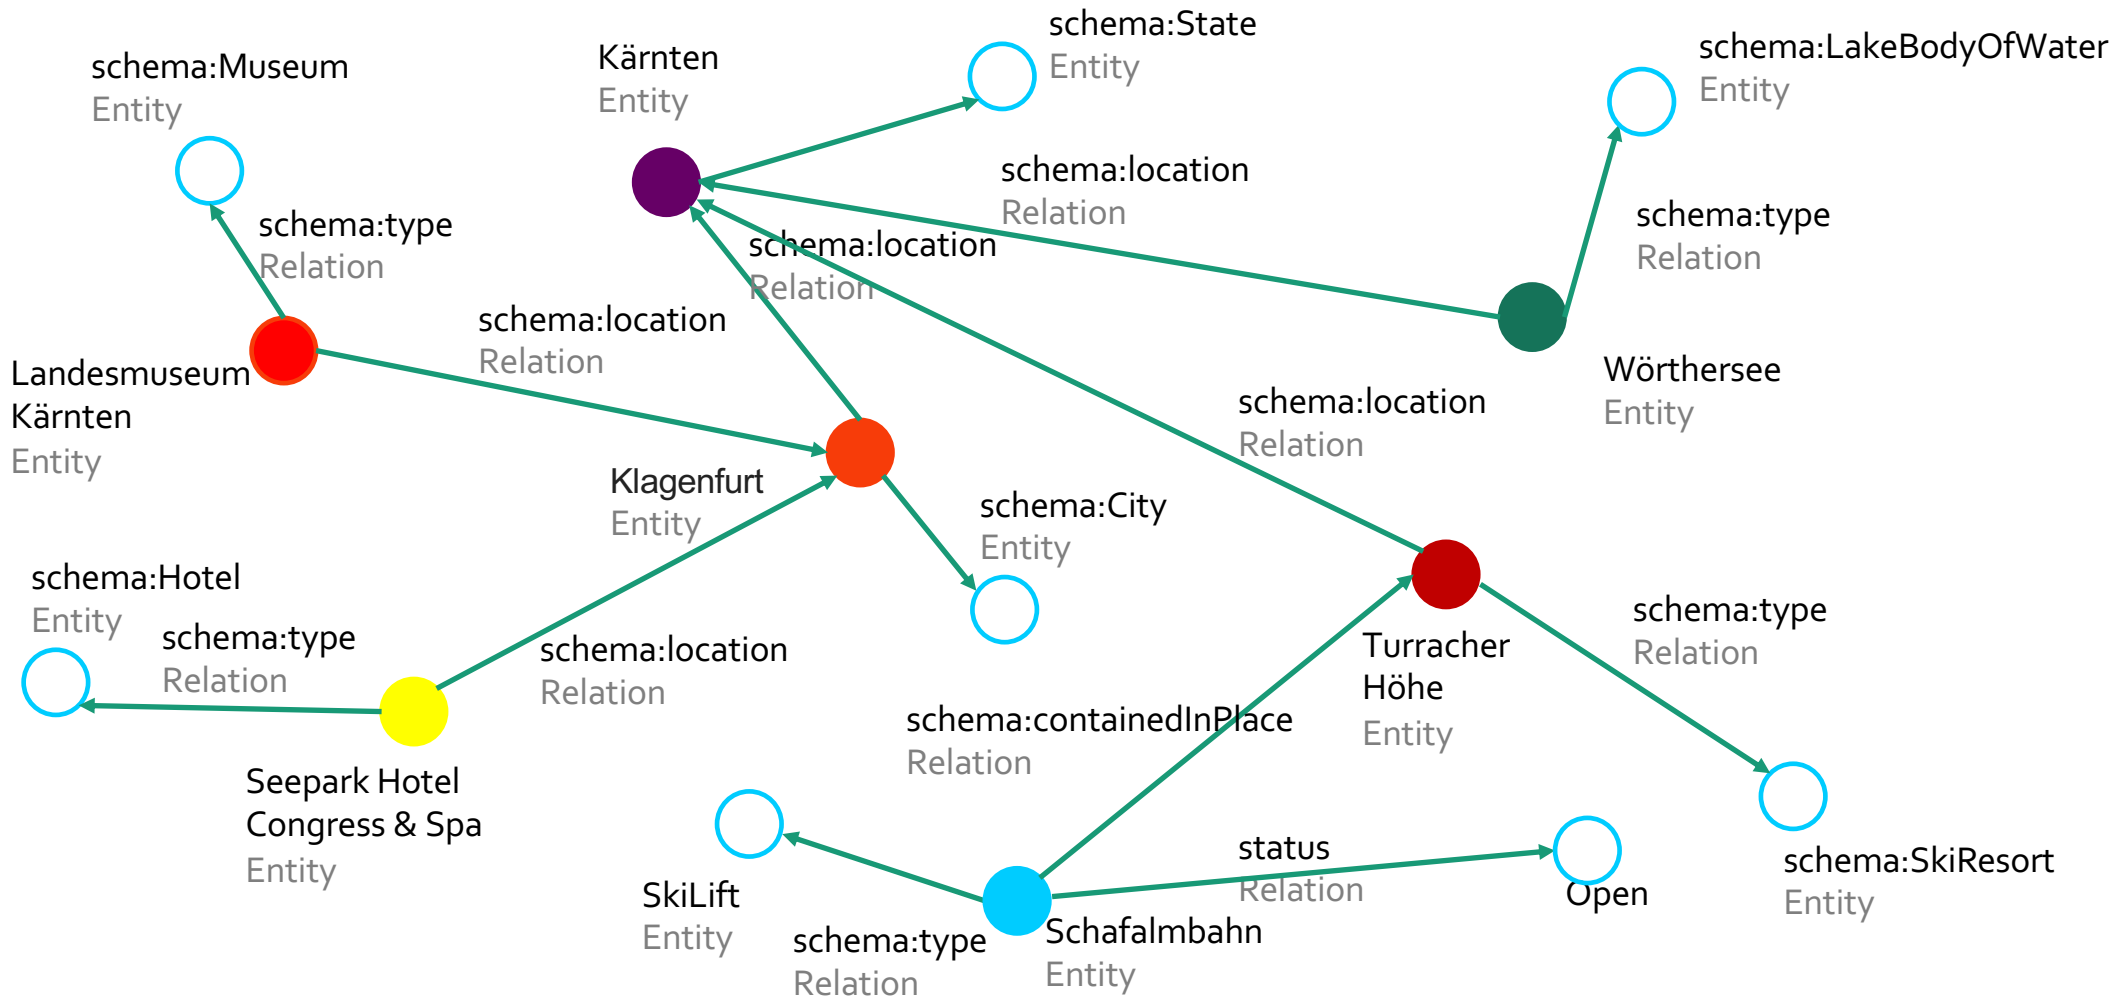 schema:State
Entity
Kärnten
Entity
schema:LakeBodyOfWater
Entity
schema:Museum
Entity
schema:location
Relation
schema:type
Relation
schema:type
Relation
schema:location
Relation
schema:location
Relation
Landesmuseum
Kärnten
Entity
Wörthersee
Entity
schema:location
Relation
Klagenfurt
Entity
schema:City
Entity
schema:Hotel
Entity
schema:type
Relation
schema:location
Relation
Turracher
Höhe
Entity
schema:type
Relation
schema:containedInPlace
Relation
Seepark Hotel
Congress & Spa
Entity
status
Relation
Open
schema:SkiResort
Entity
SkiLift
Entity
schema:type
Relation
Schafalmbahn
Entity